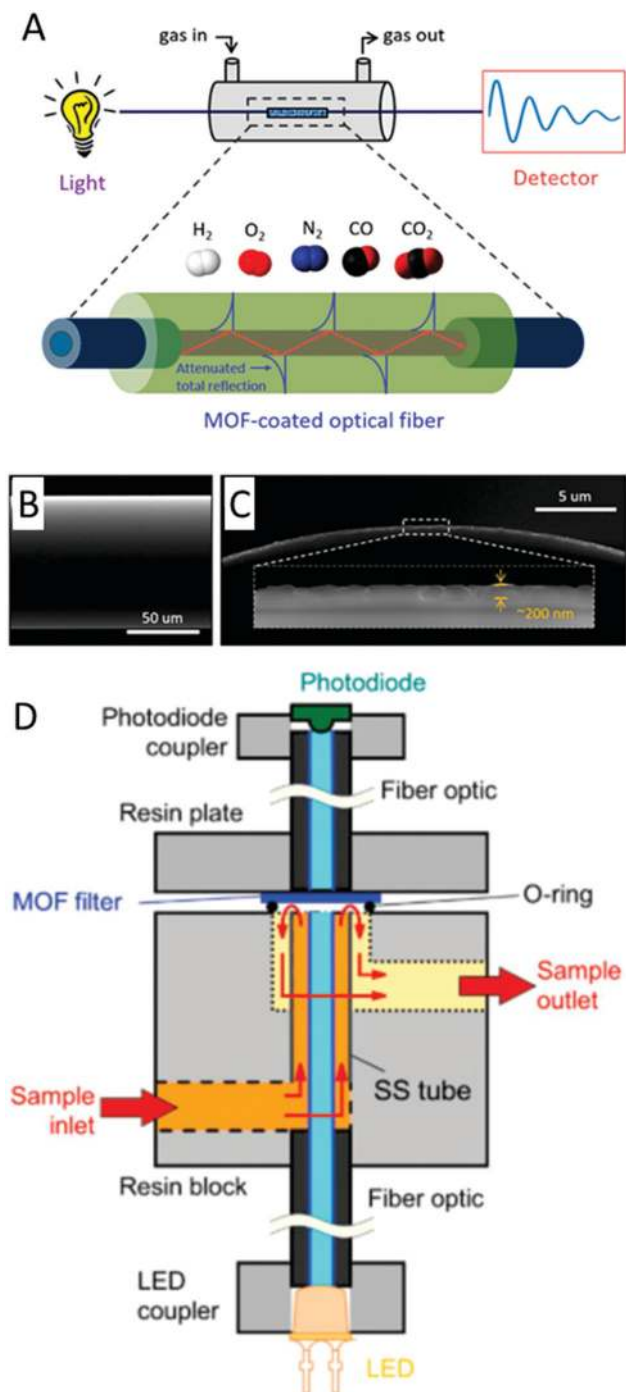 A
gas in
gas out
Light
Detector
H2
O2
N2
CO
CO2
Attenuated
total reflection
MOF-coated optical fiber
B
50 um
C
5 um
~200 nm
D
Photodiode
Photodiode
coupler
Fiber optic
Resin plate
MOF filter
O-ring
Sample
outlet
SS tube
Sample
inlet
Resin block
Fiber optic
LED
coupler
LED